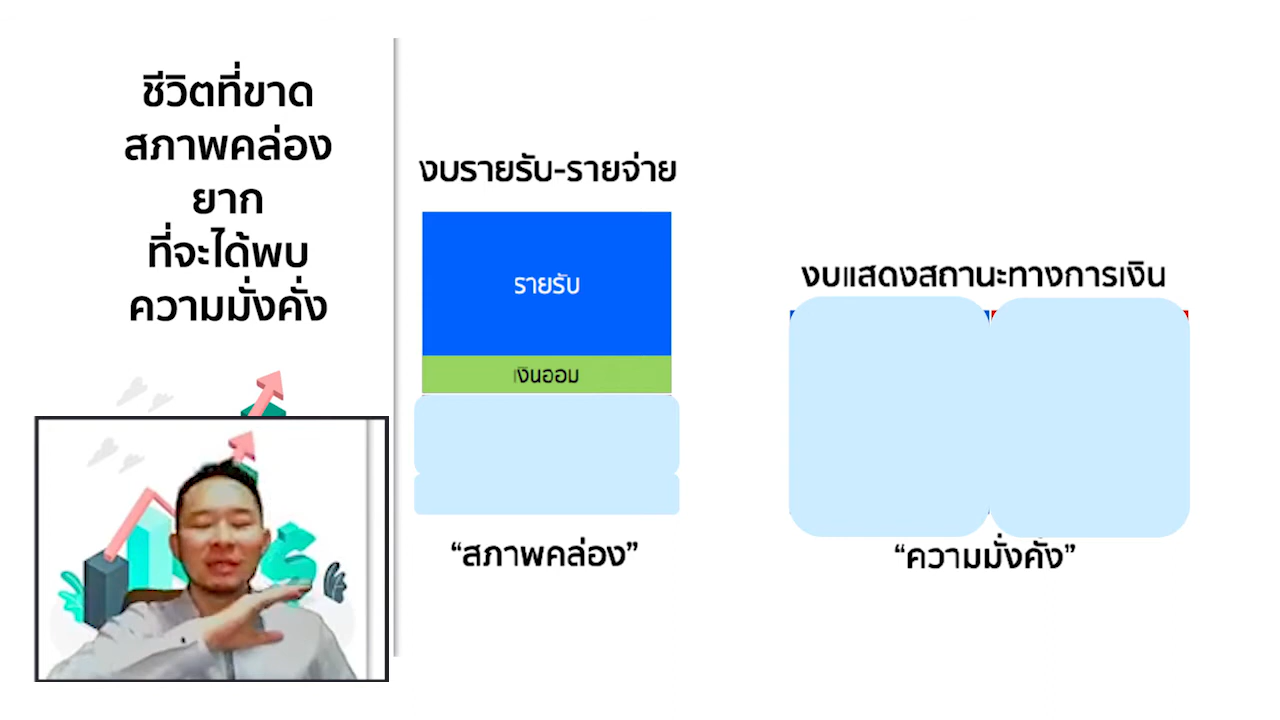 ชีวิตที่ขาด
สภาพคล่อง
ยาก
ที่จะได้พบ
ความมั่งคั่ง
งบรายรับ-รายจ่าย
รายรับ
เงินออม
“สภาพคล่อง”
งบแสดงสถานะทางการเงิน
“ความมั่งคั่ง”